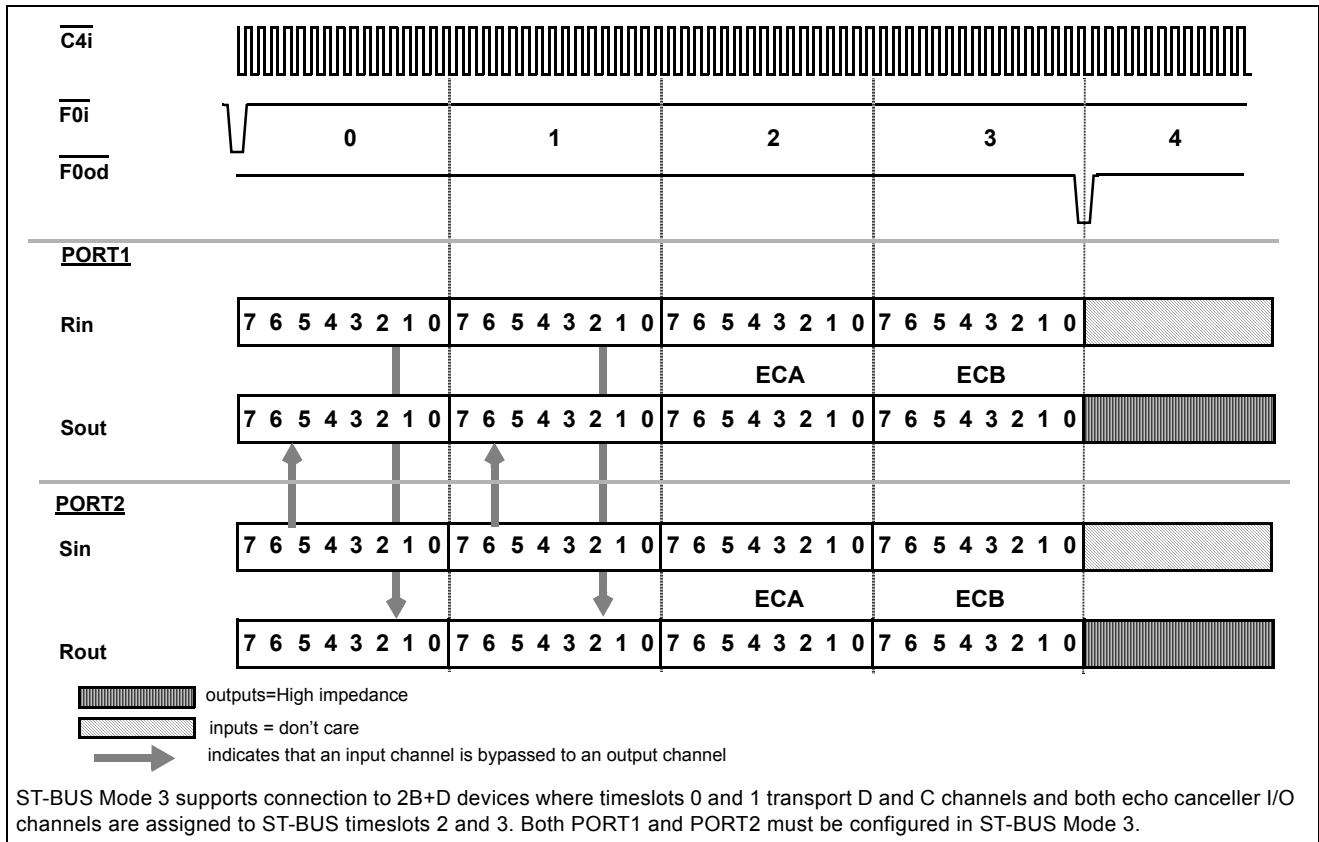 C4i
F0i
0 1 2 3 4
F0od
PORT1
Rin 7 6 5 4 3 2 1 0 7 6 5 4 3 2 1 0 7 6 5 4 3 2 1 0 7 6 5 4 3 2 1 0
ECA ECB
Sout 7 6 5 4 3 2 1 0 7 6 5 4 3 2 1 0 7 6 5 4 3 2 1 0 7 6 5 4 3 2 1 0
PORT2
Sin 7 6 5 4 3 2 1 0 7 6 5 4 3 2 1 0 7 6 5 4 3 2 1 0 7 6 5 4 3 2 1 0
ECA ECB
Rout 7 6 5 4 3 2 1 0 7 6 5 4 3 2 1 0 7 6 5 4 3 2 1 0 7 6 5 4 3 2 1 0
outputs=High impedance
inputs = don't care
indicates that an input channel is bypassed to an output channel
ST-BUS Mode 3 supports connection to 2B+D devices where timeslots 0 and 1 transport D and C channels and both echo canceller I/O
channels are assigned to ST-BUS timeslots 2 and 3. Both PORT1 and PORT2 must be configured in ST-BUS Mode 3.